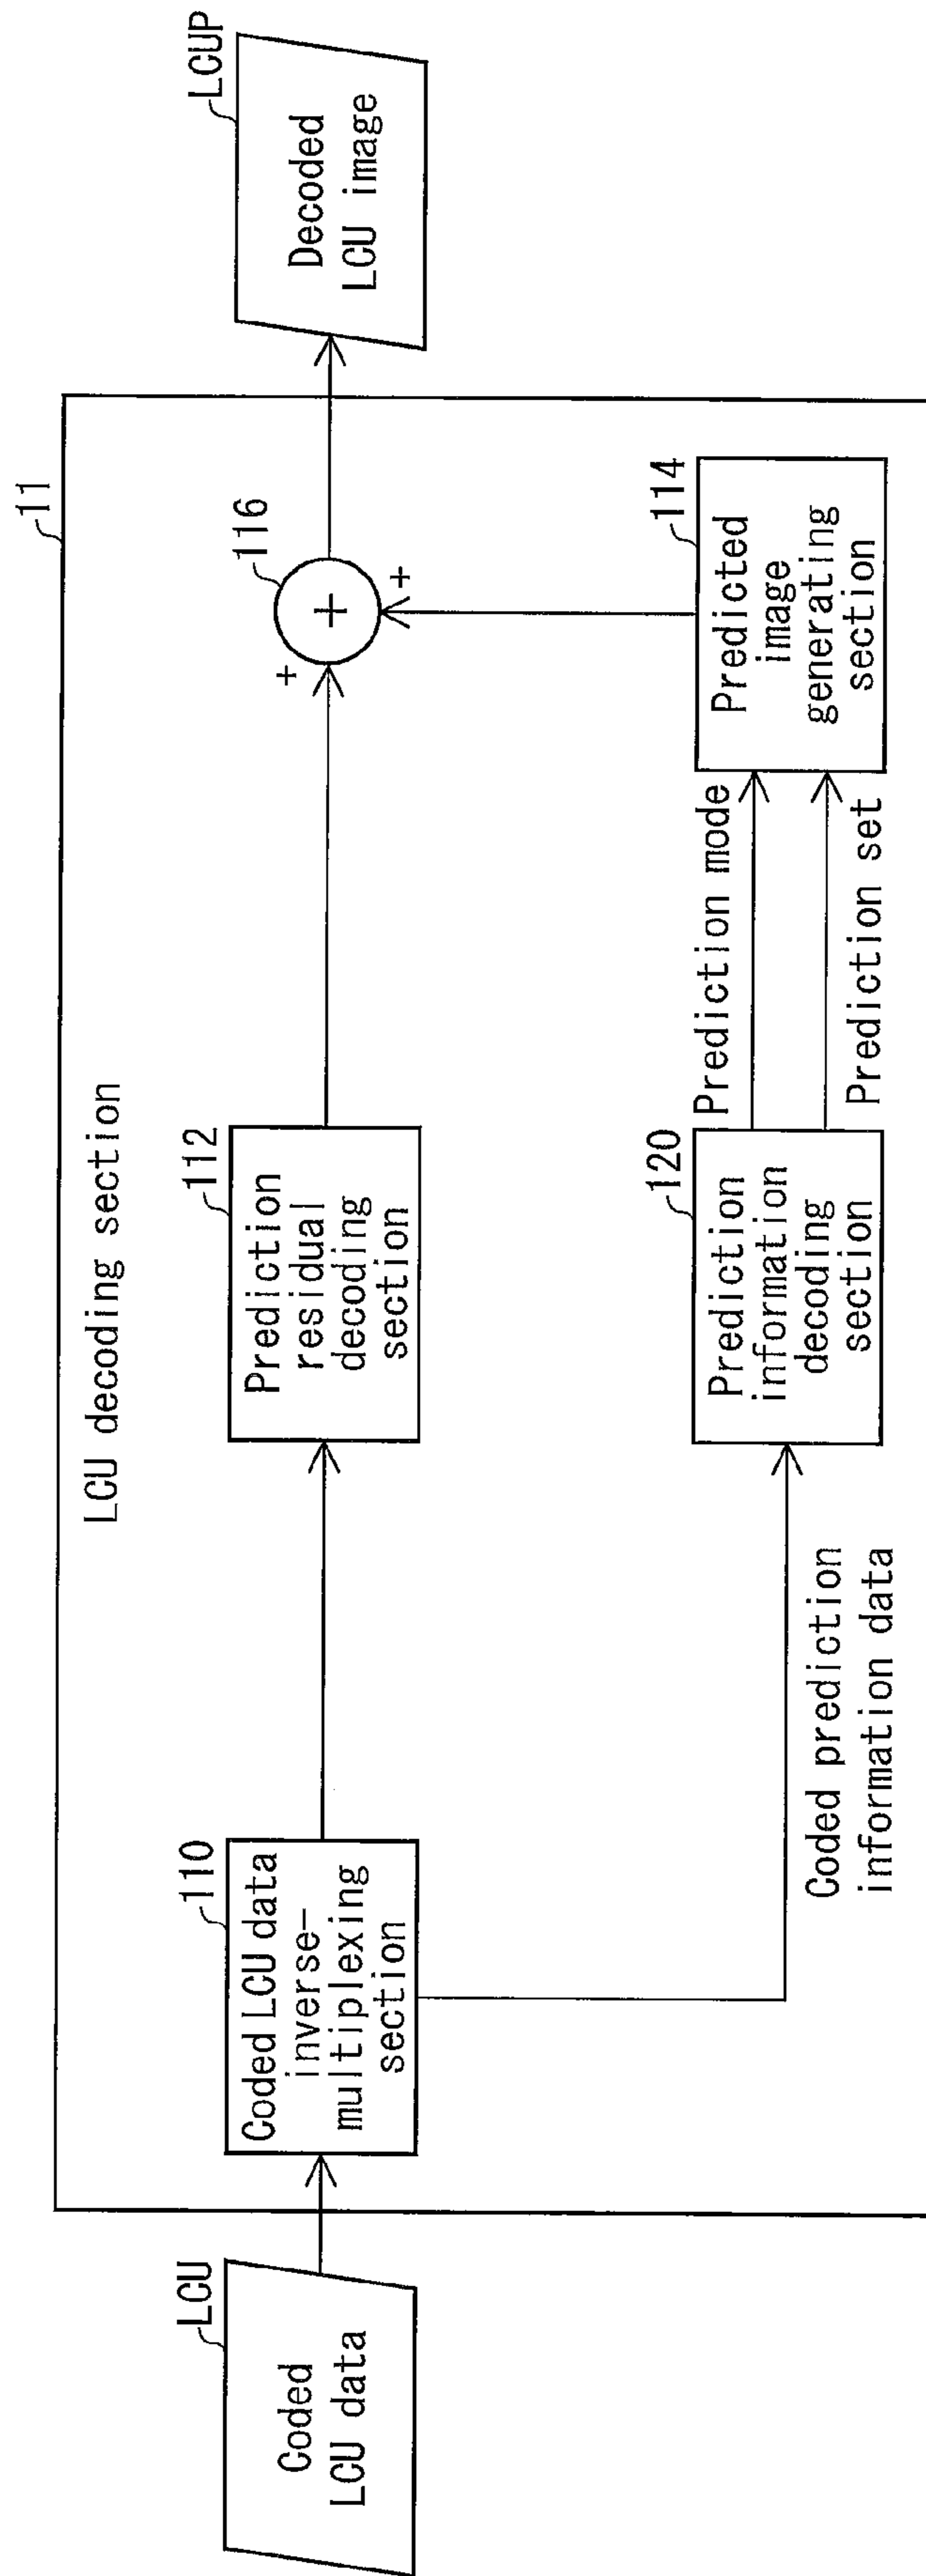 11
LCU decoding section
LCU
Coded
LCU data
110
Coded LCU data
inverse-
multiplexing
section
112
Prediction
residual
decoding
section
116
+
+
+
LCUP
Decoded
LCU image
Coded prediction
information data
120
Prediction
information
decoding
section
Prediction mode
Prediction set
114
Predicted
image
generating
section